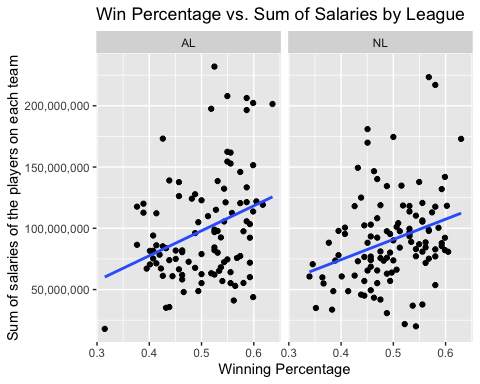 Win Percentage vs. Sum of Salaries by League
AL
NL
Sum of salaries of the players on each team
200,000,000
150,000,000
100,000,000
50,000,000
0.3
0.4
0.5
0.6
0.3
0.4
0.5
0.6
Winning Percentage